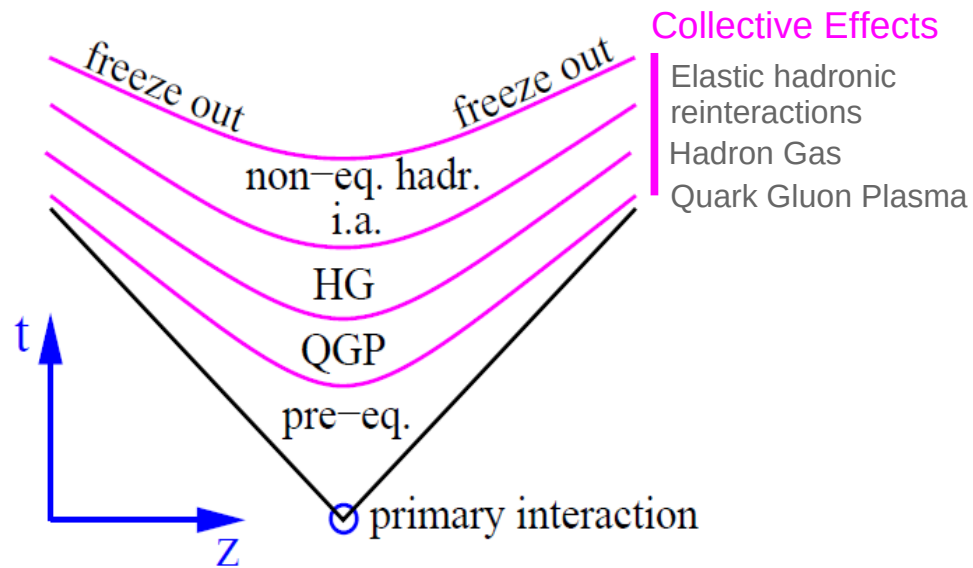 Collective Effects
freeze out
freeze out
Elastic hadronic
reinteractions
Hadron Gas
Quark Gluon Plasma
non−eq. hadr.
i.a.
HG
QGP
pre−eq.
t
z
primary interaction